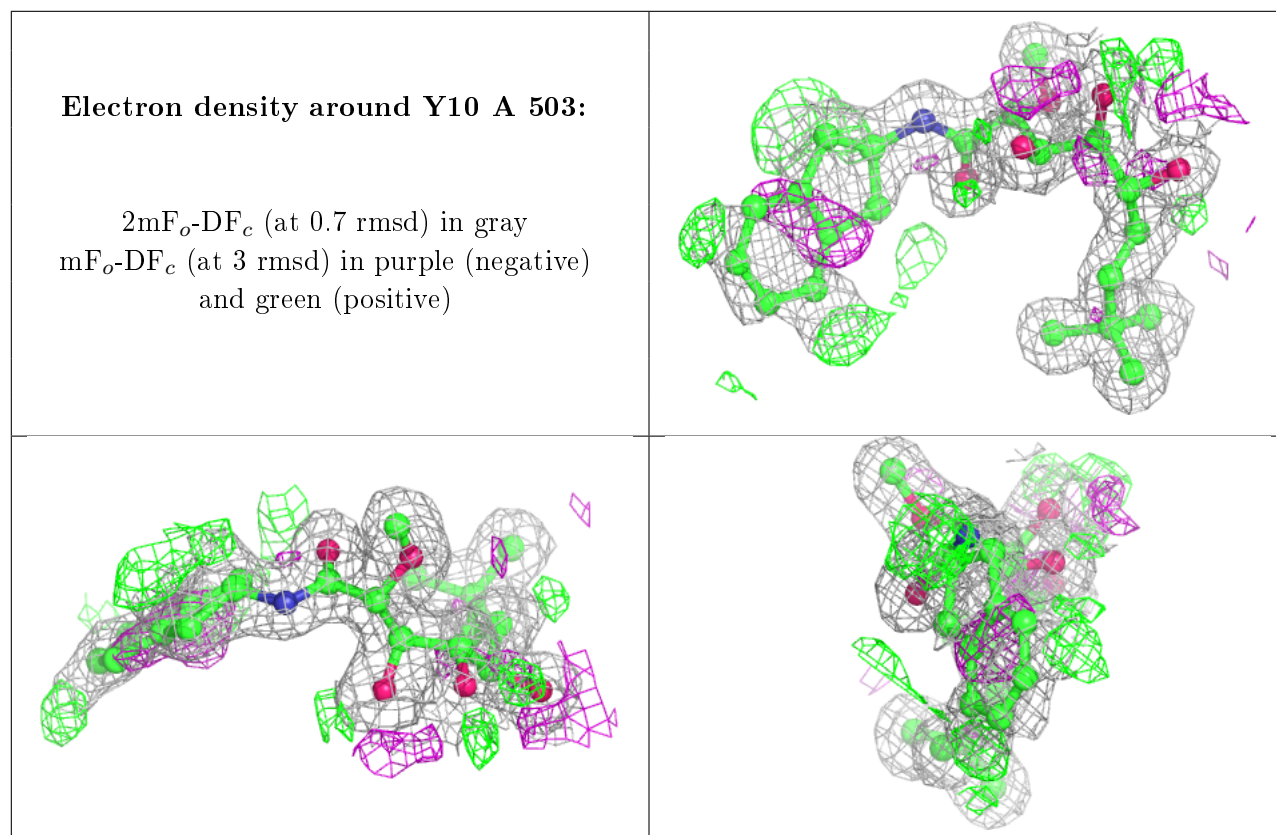 Electron density around Y10 A 503:
2mFo-DFc (at 0.7 rmsd) in gray
mFo-DFc (at 3 rmsd) in purple (negative)
and green (positive)